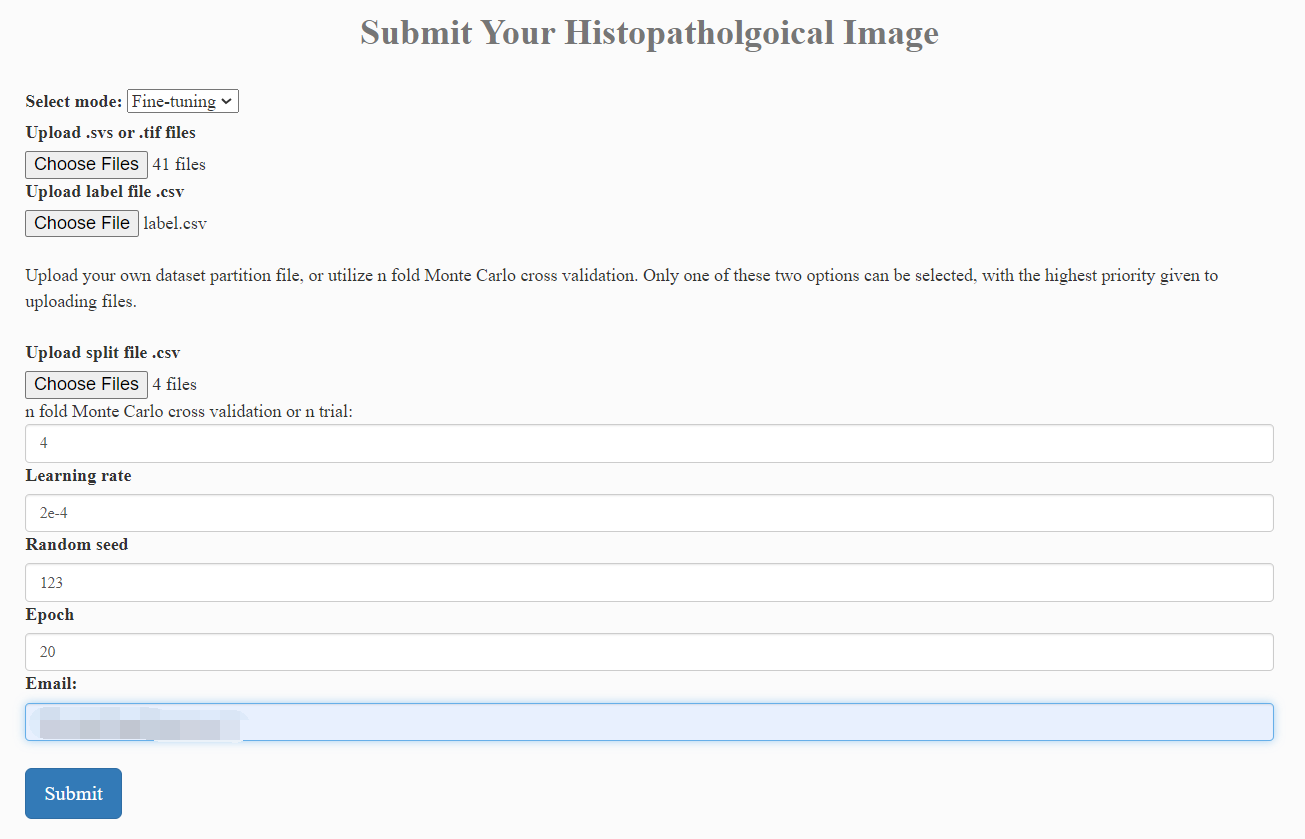 Submit Your Histopatholgoical Image
Select mode: Fine-tuning
Upload .svs or .tif files
Choose Files 41 files
Upload label file .csv
Choose File label.csv
Upload your own dataset partition file, or utilize n fold Monte Carlo cross validation. Only one of these two options can be selected, with the highest priority given to
uploading files.
Upload split file .csv
Choose Files 4 files
n fold Monte Carlo cross validation or n trial:
4
Learning rate
2e-4
Random seed
123
Epoch
20
Email:
Submit